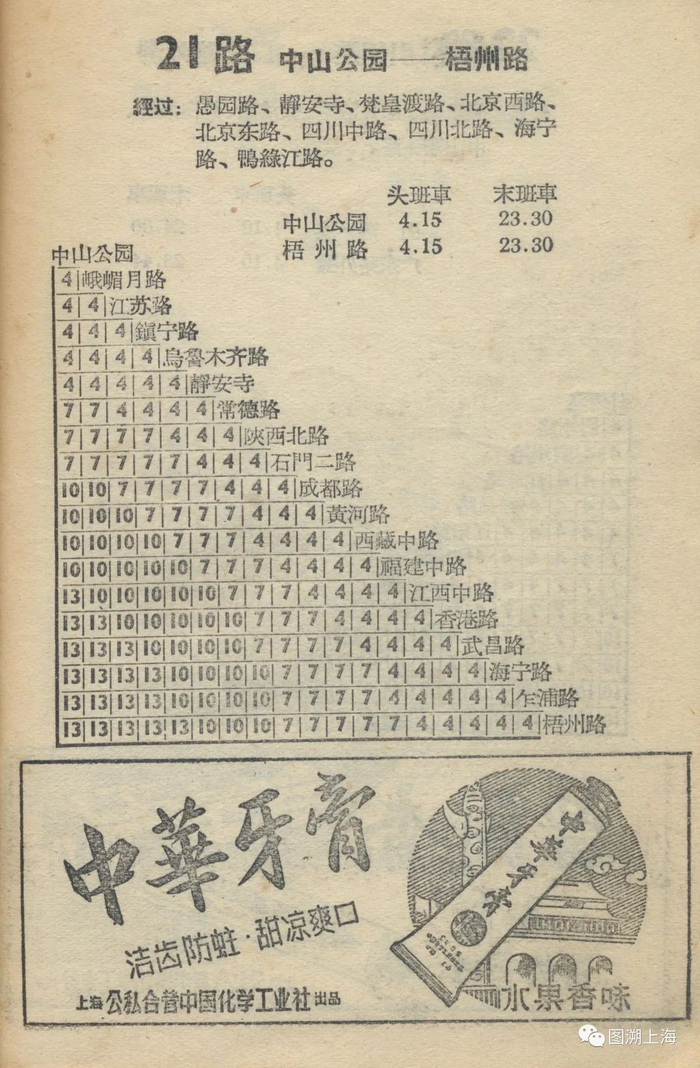 21路 中山公园——梧州路
經过：愚园路、靜安寺、梵皇渡路、北京西路、
北京东路、四川中路、四川北路、海宁
路、鴨綠江路。
头班車 末班車
中山公园 4.15 23.30
梧州路 4.15 23.30
中山公园
4 峨嵋月路
4 4 江苏路
4 4 4 鎭宁路
4 4 4 4 烏魯木齐路
4 4 4 4 4 靜安寺
7 7 4 4 4 4 常德路
7 7 7 7 4 4 4 陝西北路
7 7 7 7 7 4 4 4 石門二路
10 10 7 7 7 7 4 4 4 成都路
10 10 10 7 7 7 7 4 4 4 黃河路
10 10 10 10 7 7 7 4 4 4 4 西藏中路
10 10 10 10 10 7 7 7 4 4 4 4 福建中路
13 10 10 10 10 10 7 7 7 4 4 4 4 江西中路
13 13 10 10 10 10 10 7 7 7 4 4 4 4 香港路
13 13 13 10 10 10 10 7 7 7 7 4 4 4 4 武昌路
13 13 13 10 10 10 10 10 7 7 7 7 4 4 4 4 海宁路
13 13 13 13 10 10 10 10 7 7 7 7 4 4 4 4 4 乍浦路
13 13 13 13 13 10 10 10 7 7 7 7 7 4 4 4 4 4 梧州路
中華牙膏
洁齿防蛀·甜凉爽口
上海公私合营中国化学工业社出品
中華牙膏
水果香味
图溯上海